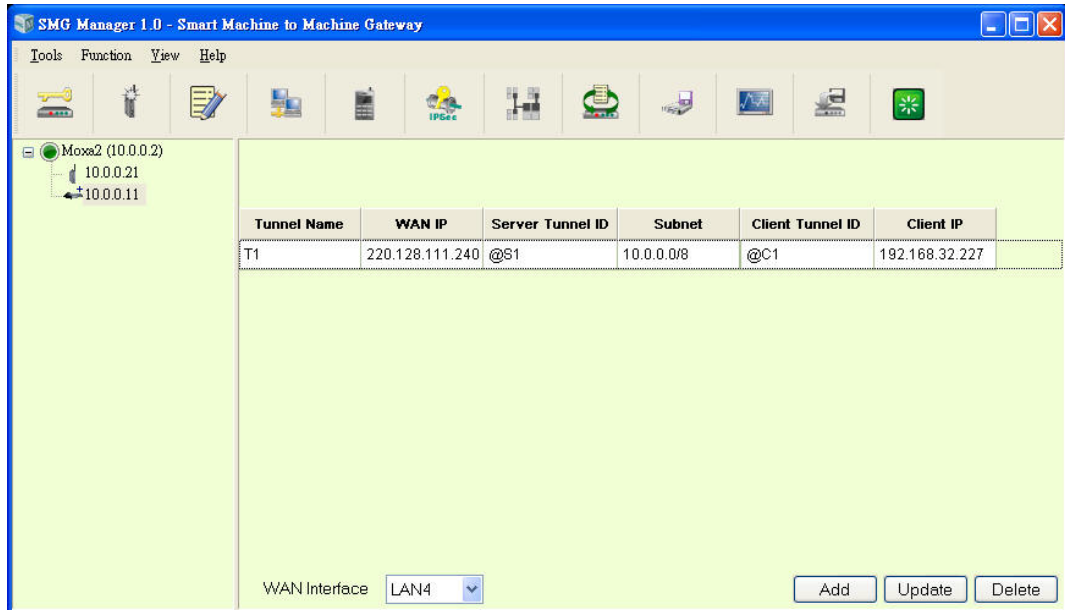 SMG Manager 1.0 - Smart Machine to Machine Gateway
Tools Function View Help
IPSec
Moxa2 (10.0.0.2)
10.0.0.21
10.0.0.11
Tunnel Name WAN IP Server Tunnel ID Subnet Client Tunnel ID Client IP
T1 220.128.111.240 @S1 10.0.0.0/8 @C1 192.168.32.227
WAN Interface LAN4 Add Update Delete